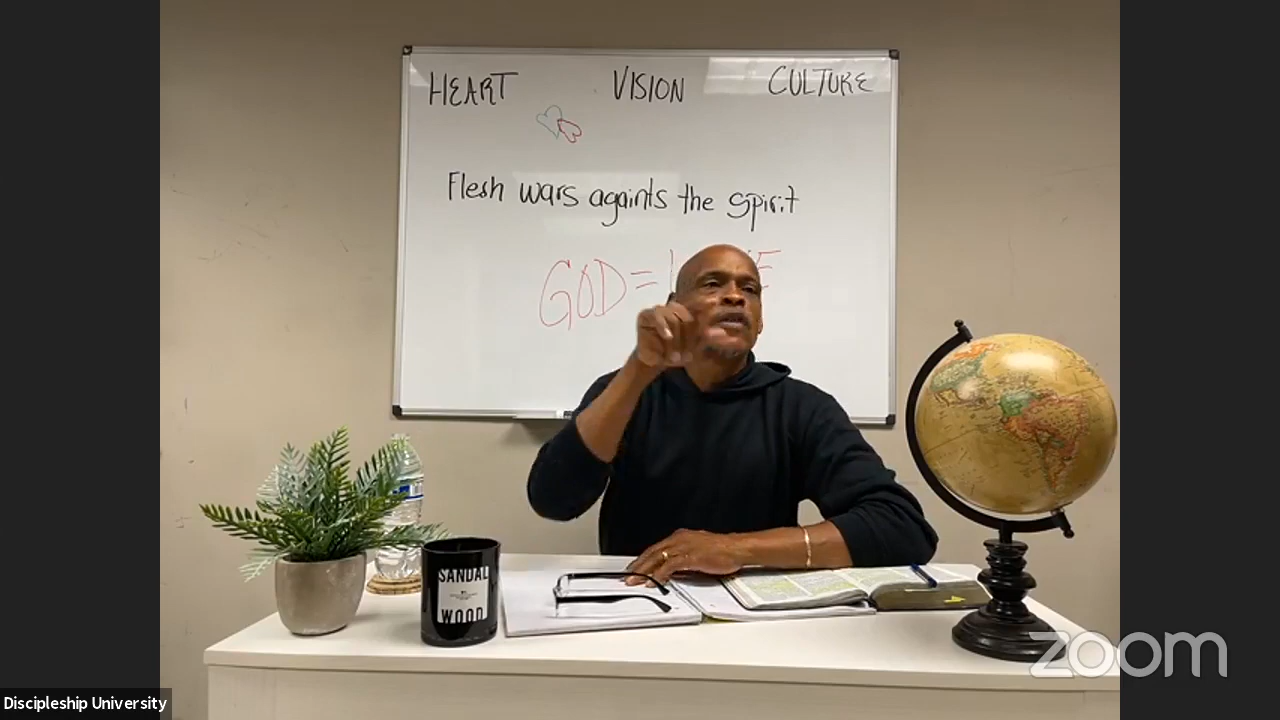 HEART VISION CULTURE
Flesh wars againts the spirit
GOD =
SANDAL
WOOD
zoom
Discipleship University